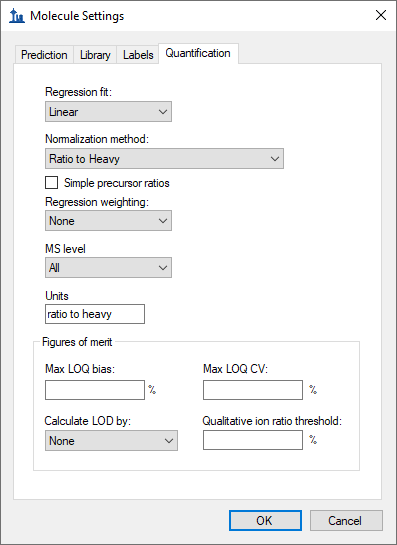 Molecule Settings
Prediction Library Labels Quantification
Regression fit:
Linear
Normalization method:
Ratio to Heavy
Simple precursor ratios
Regression weighting:
None
MS level
All
Units
ratio to heavy
Figures of merit
Max LOQ bias: Max LOQ CV:
% %
Calculate LOD by: Qualitative ion ratio threshold:
None %
OK Cancel